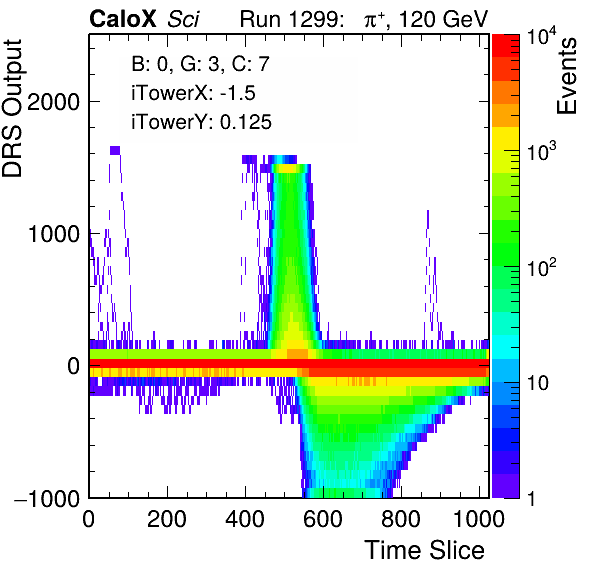 CaloX Sci Run 1299: π+, 120 GeV
B: 0, G: 3, C: 7
iTowerX: -1.5
iTowerY: 0.125
DRS Output
2000
1000
0
−1000
0 200 400 600 800 1000
Time Slice
Events
10⁴
10³
10²
10
1